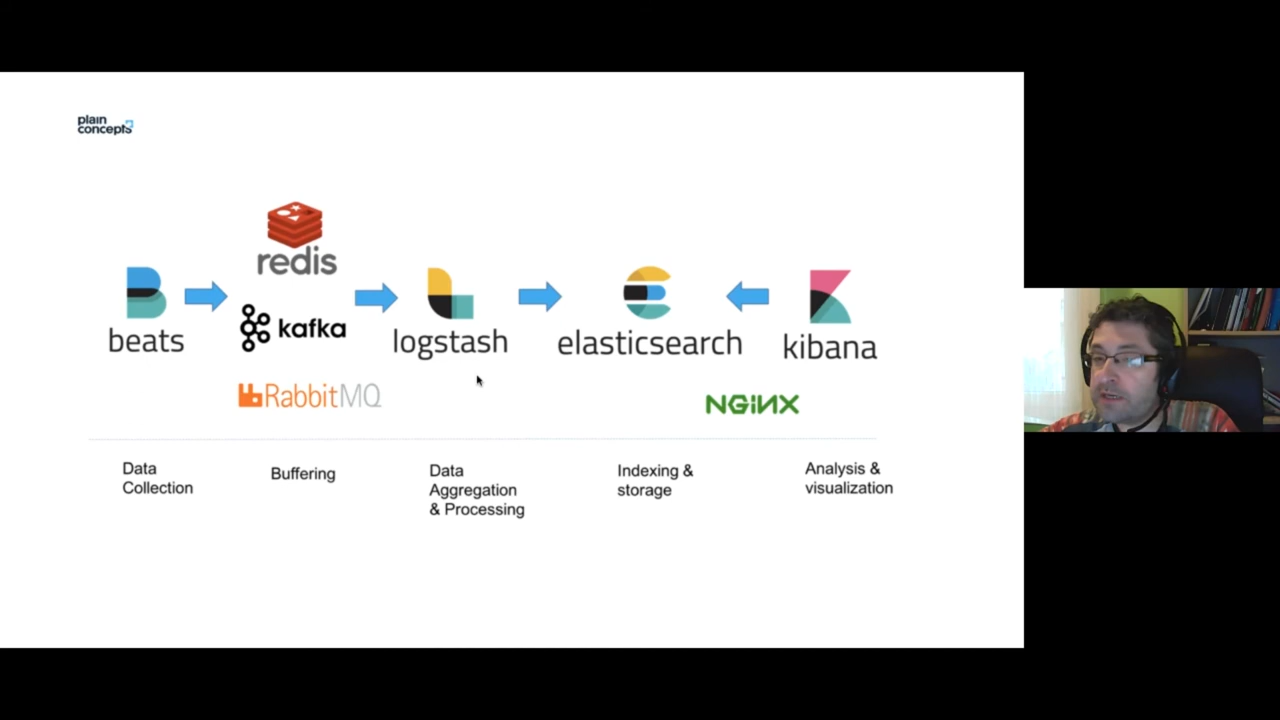 plain
concepts
redis
beats
kafka
logstash
elasticsearch
kibana
RabbitMQ
NGINX
Data
Collection
Buffering
Data
Aggregation
& Processing
Indexing &
storage
Analysis &
visualization